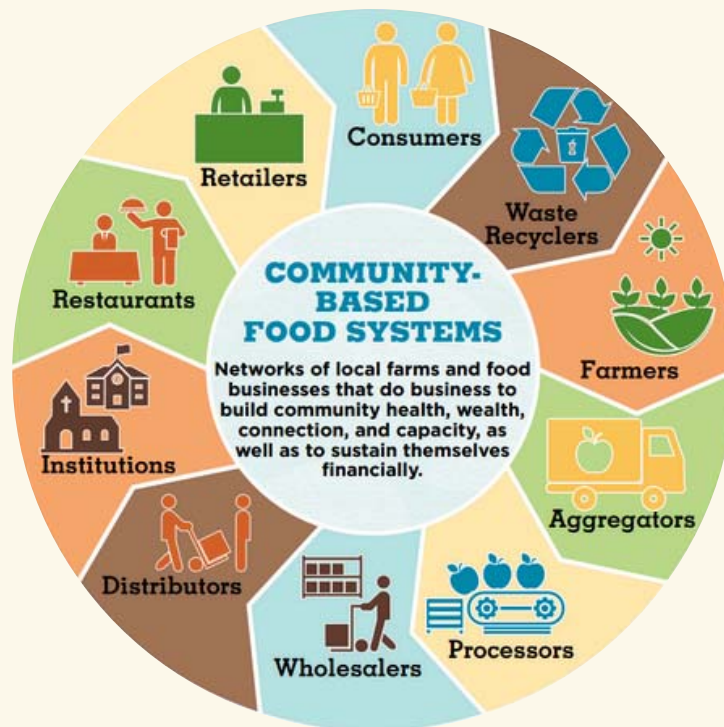 COMMUNITY-
BASED
FOOD SYSTEMS
Networks of local farms and food
businesses that do business to
build community health, wealth,
connection, and capacity, as
well as to sustain themselves
financially.
Consumers
Waste
Recyclers
Farmers
Aggregators
Processors
Wholesalers
Distributors
Institutions
Restaurants
Retailers